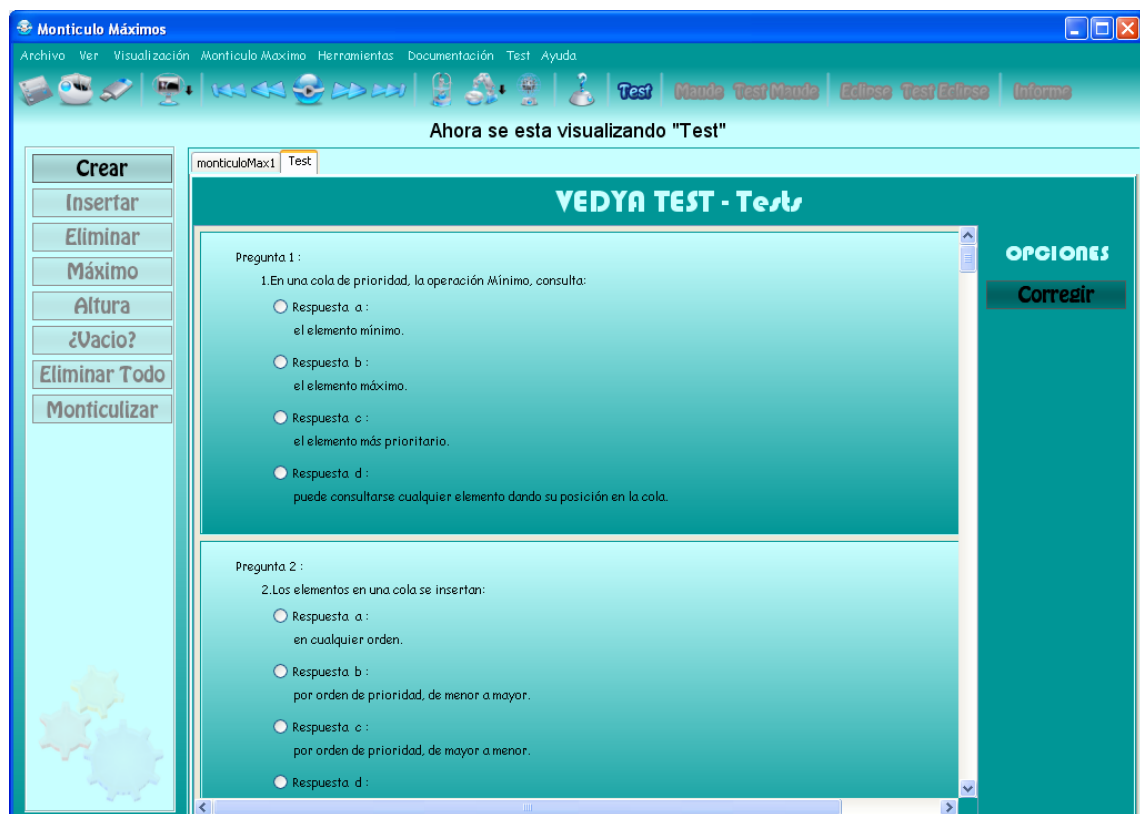 Monticulo Máximos
Archivo Ver Visualización Monticulo Maximo Herramientas Documentación Test Ayuda
Test Maude Test Maude Eclipse Test Eclipse Informe
Ahora se esta visualizando "Test"
Crear
Insertar
Eliminar
Máximo
Altura
¿Vacio?
Eliminar Todo
Monticulizar
monticuloMax1 Test
VEDYA TEST - Tests
Pregunta 1 :
1.En una cola de prioridad, la operación Mínimo, consulta:
Respuesta a :
el elemento mínimo.
Respuesta b :
el elemento máximo.
Respuesta c :
el elemento más prioritario.
Respuesta d :
puede consultarse cualquier elemento dando su posición en la cola.
Pregunta 2 :
2.Los elementos en una cola se insertan:
Respuesta a :
en cualquier orden.
Respuesta b :
por orden de prioridad, de menor a mayor.
Respuesta c :
por orden de prioridad, de mayor a menor.
Respuesta d :
OPCIONES
Corregir